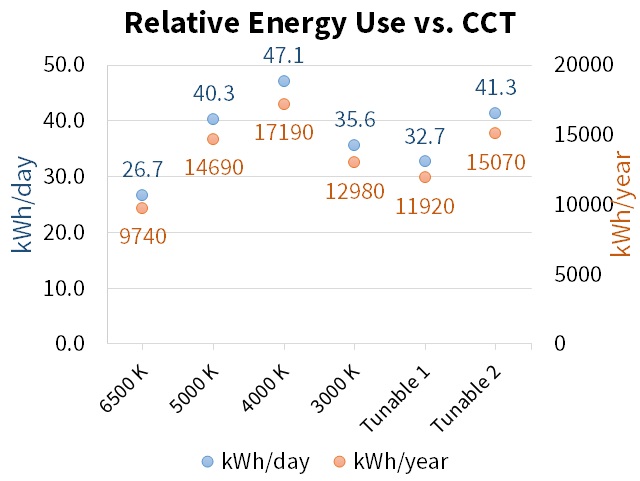 Relative Energy Use vs. CCT
kWh/day
50.0
40.0
30.0
20.0
10.0
0.0
26.7
40.3
47.1
35.6
32.7
41.3
9740
14690
17190
12980
11920
15070
20000
15000
10000
5000
0
kWh/year
6500 K
5000 K
4000 K
3000 K
Tunable 1
Tunable 2
kWh/day
kWh/year